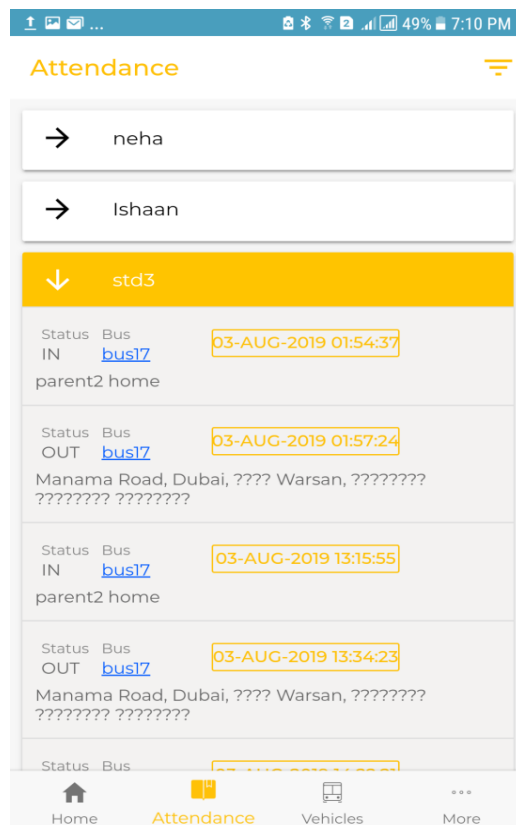 ... 2 49% 7:10 PM
Attendance
neha
Ishaan
std3
Status Bus
IN bus17 03-AUG-2019 01:54:37
parent2 home
Status Bus
OUT bus17 03-AUG-2019 01:57:24
Manama Road, Dubai, ???? Warsan, ????????
???????? ????????
Status Bus
IN bus17 03-AUG-2019 13:15:55
parent2 home
Status Bus
OUT bus17 03-AUG-2019 13:34:23
Manama Road, Dubai, ???? Warsan, ????????
???????? ????????
Status Bus
Home Attendance Vehicles More